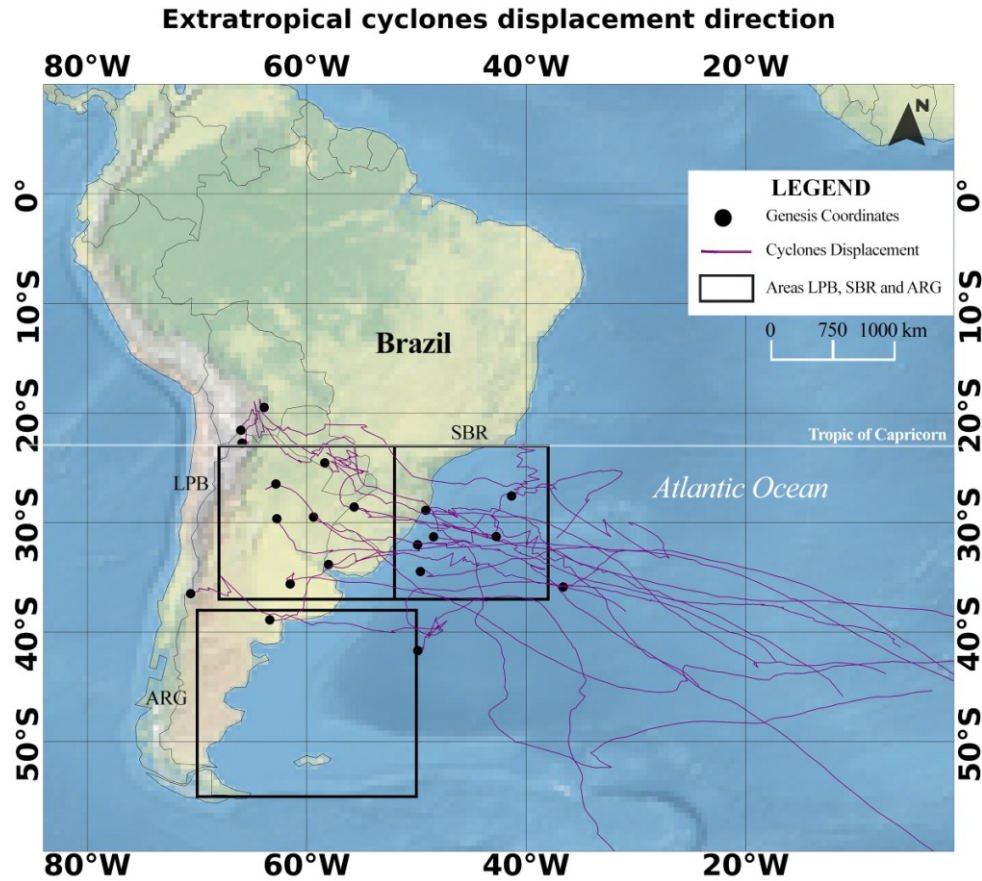 Extratropical cyclones displacement direction
80°W 60°W 40°W 20°W
N
LEGEND
Genesis Coordinates
Cyclones Displacement
Areas LPB, SBR and ARG
0 750 1000 km
0° 0°
10°S 10°S
Brazil
20°S 20°S
SBR
Tropic of Capricorn
LPB
Atlantic Ocean
30°S 30°S
40°S 40°S
ARG
50°S 50°S
80°W 60°W 40°W 20°W